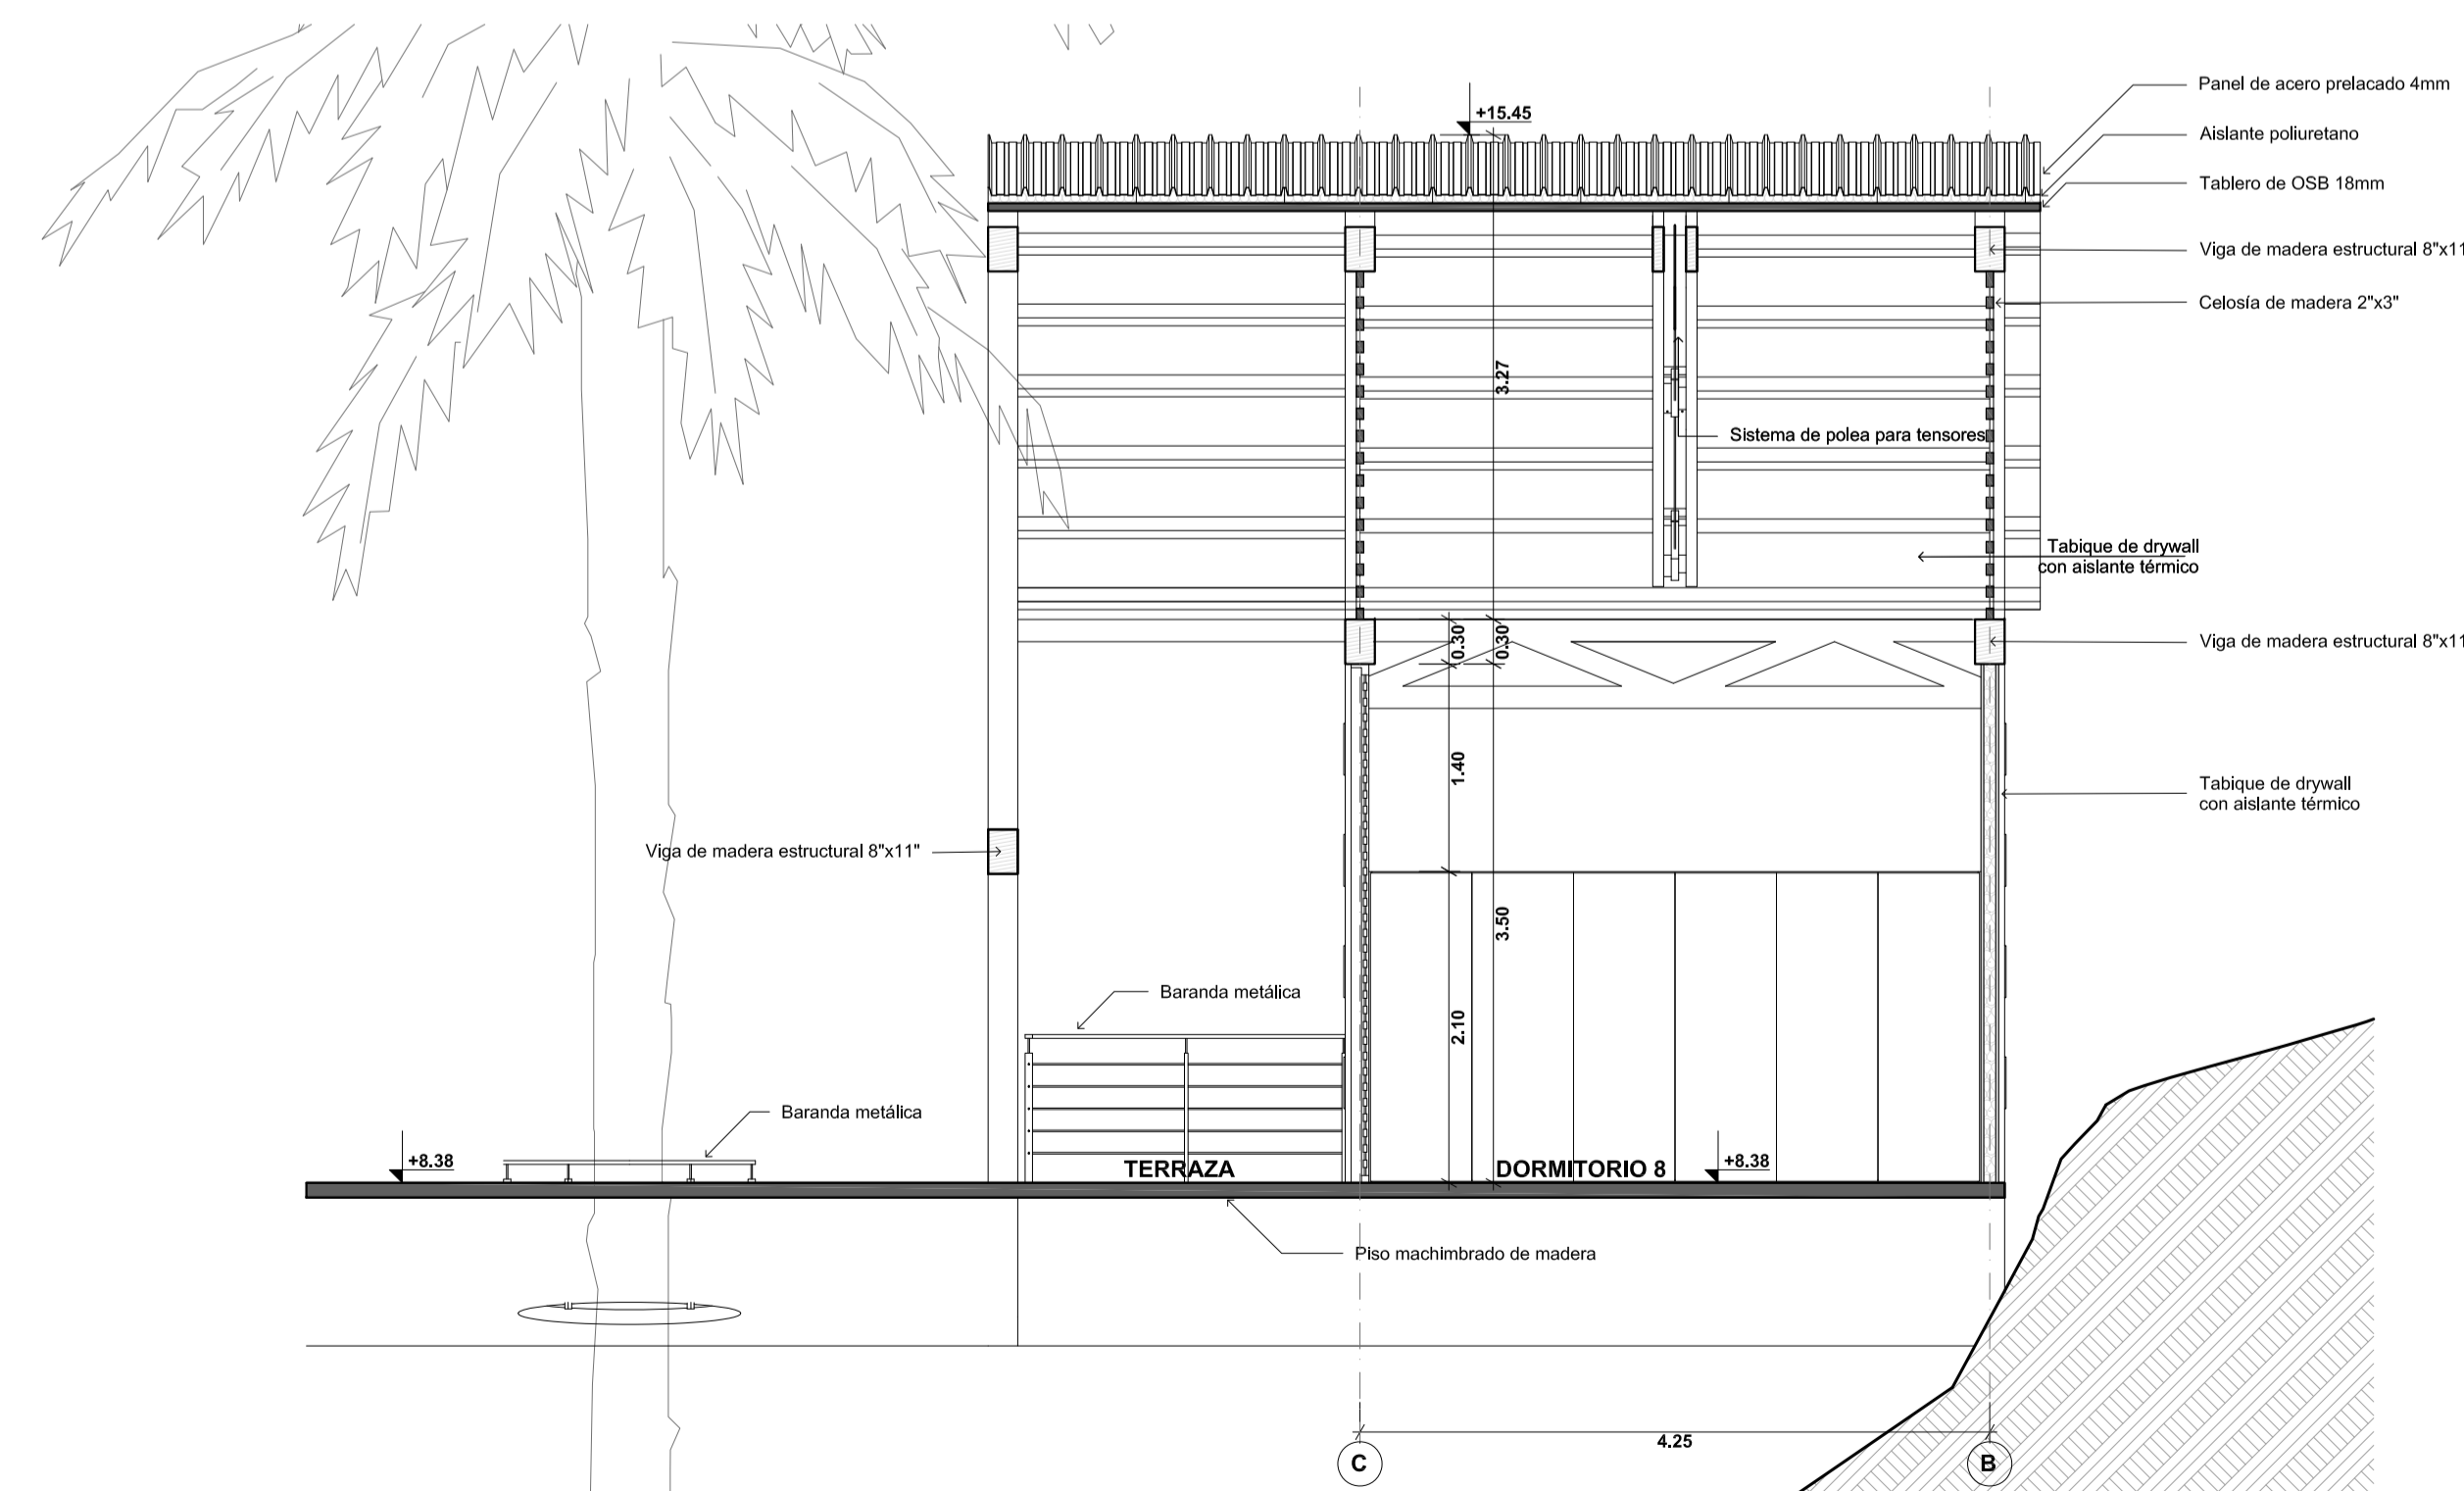 Panel de acero prelacado 4mm
+15.45
Aislante poliuretano
Tablero de OSB 18mm
Viga de madera estructural 8"x11
Celosía de madera 2"x3"
3.27
Sistema de polea para tensores
Tabique de drywall
con aislante térmico
0.30
0.30
Viga de madera estructural 8"x11
1.40
Tabique de drywall
con aislante térmico
Viga de madera estructural 8"x11"
3.50
Baranda metálica
2.10
Baranda metálica
+8.38
TERRAZA
DORMITORIO 8
+8.38
Piso machimbrado de madera
4.25
C
B